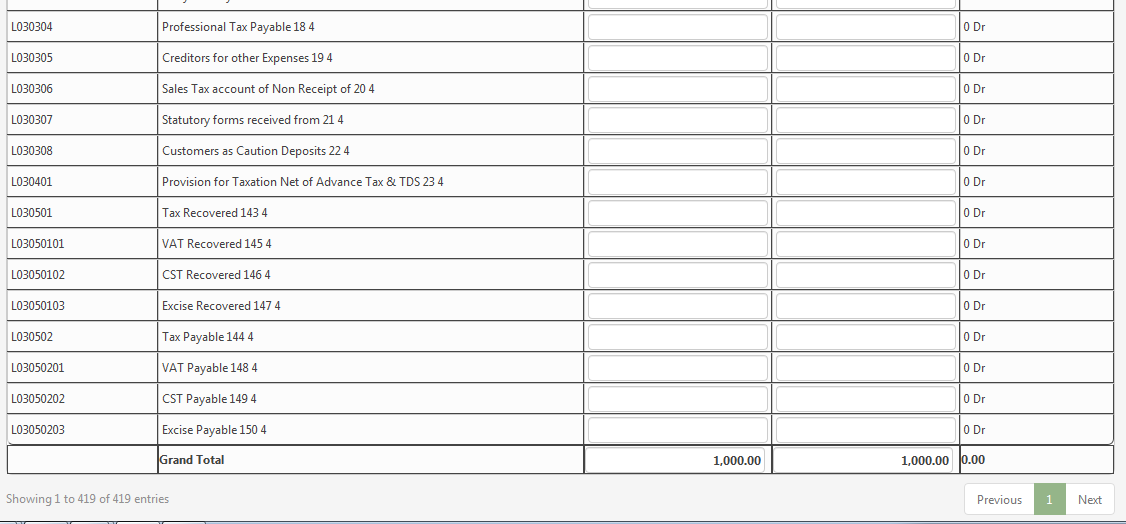 L030304 Professional Tax Payable 18 4 0 Dr
L030305 Creditors for other Expenses 19 4 0 Dr
L030306 Sales Tax account of Non Receipt of 20 4 0 Dr
L030307 Statutory forms received from 21 4 0 Dr
L030308 Customers as Caution Deposits 22 4 0 Dr
L030401 Provision for Taxation Net of Advance Tax & TDS 23 4 0 Dr
L030501 Tax Recovered 143 4 0 Dr
L03050101 VAT Recovered 145 4 0 Dr
L03050102 CST Recovered 146 4 0 Dr
L03050103 Excise Recovered 147 4 0 Dr
L030502 Tax Payable 144 4 0 Dr
L03050201 VAT Payable 148 4 0 Dr
L03050202 CST Payable 149 4 0 Dr
L03050203 Excise Payable 150 4 0 Dr
Grand Total 1,000.00 1,000.00 0.00
Showing 1 to 419 of 419 entries Previous 1 Next